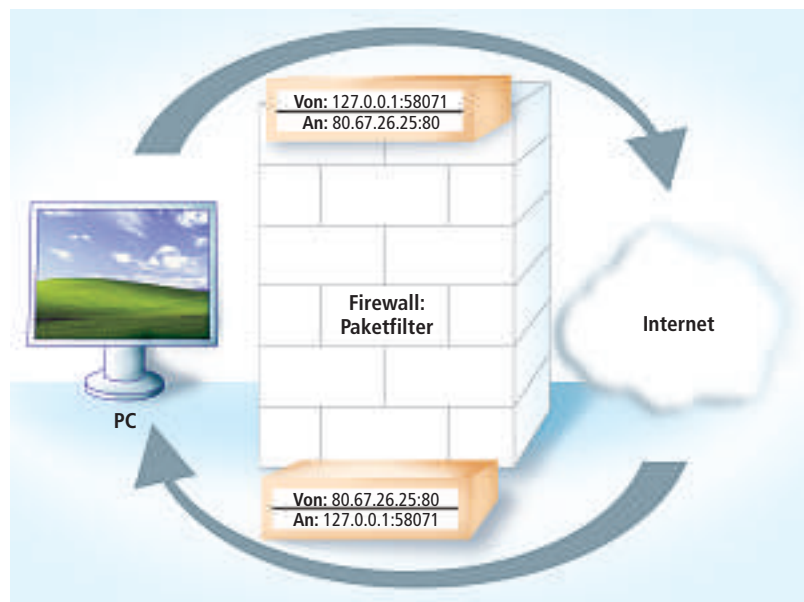 Von: 127.0.0.1:58071
An: 80.67.26.25:80
Firewall:
Paketfilter
Internet
PC
Von: 80.67.26.25:80
An: 127.0.0.1:58071